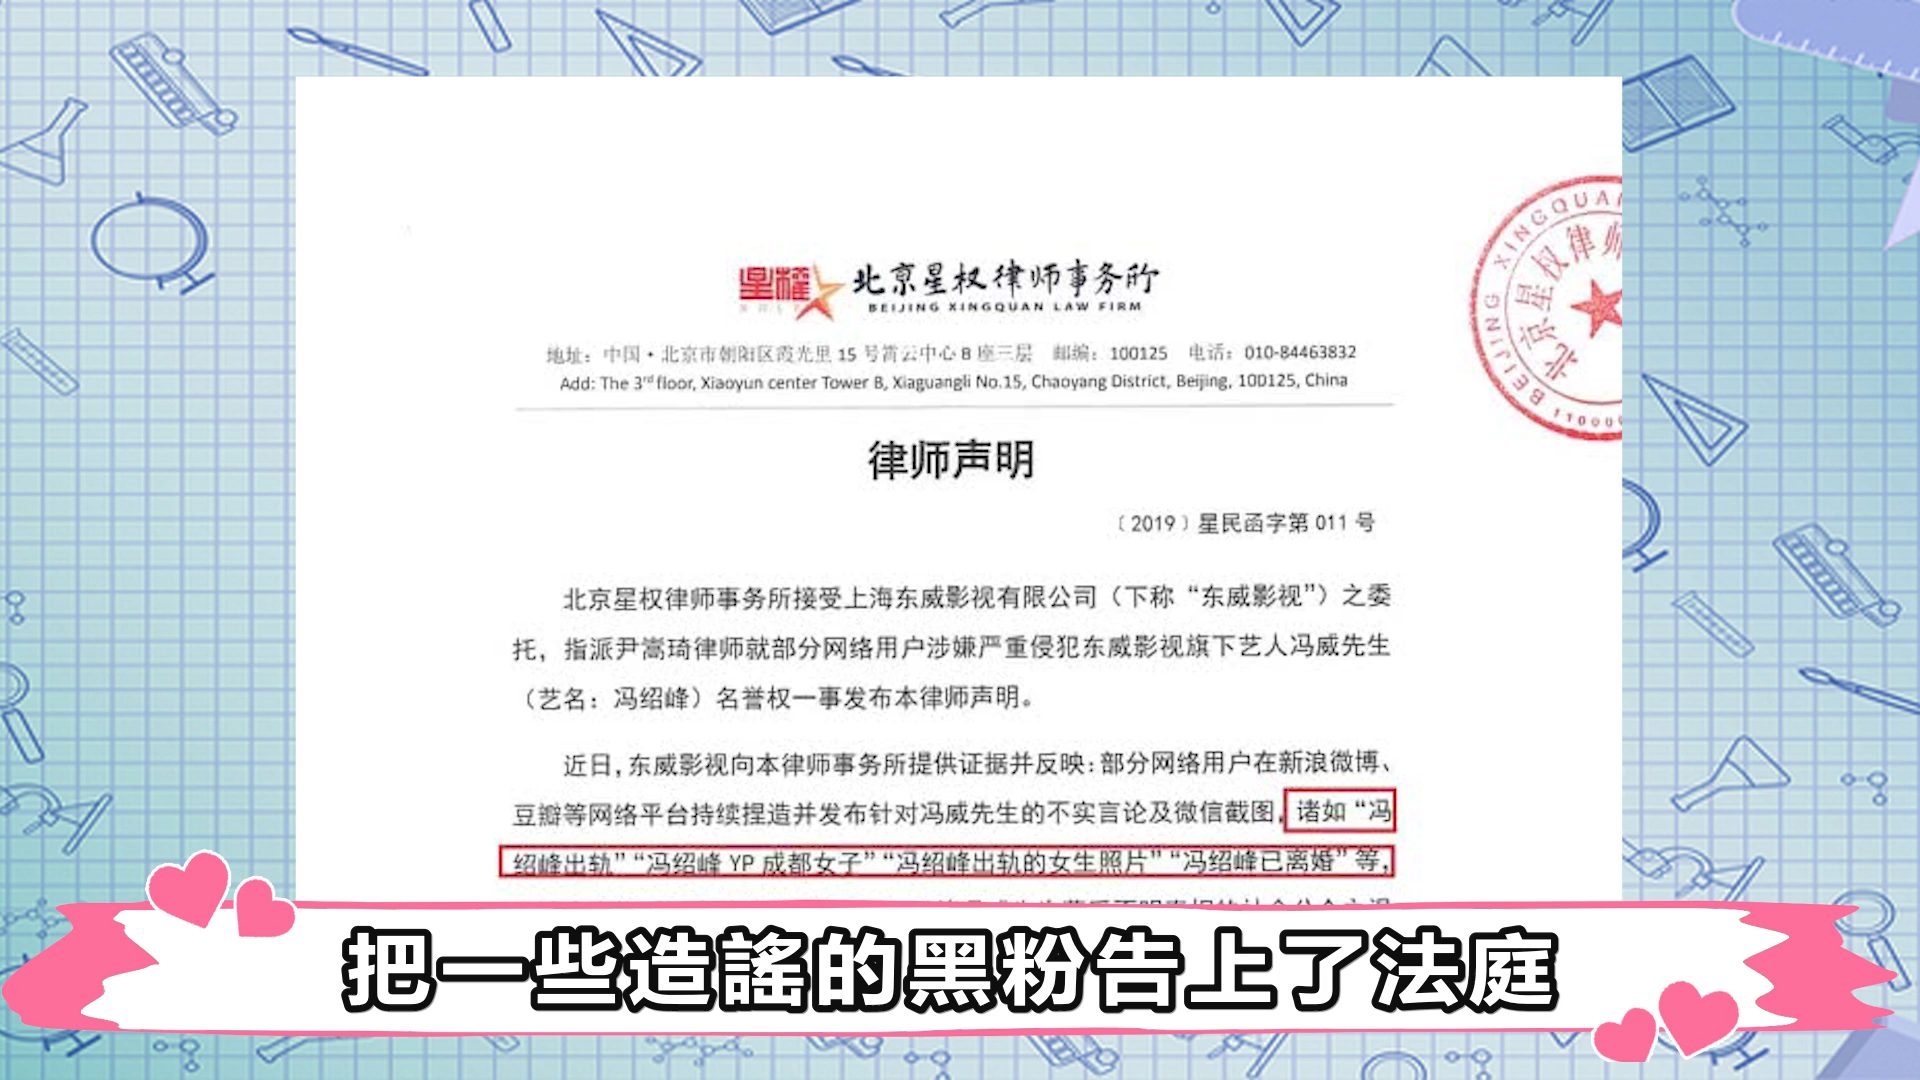 星權
北京星权律师事务所
BEIJING XINGQUAN LAW FIRM
地址：中国·北京市朝阳区霞光里 15 号霄云中心 B 座三层 邮编：100125 电话：010-84463832
Add: The 3rd floor, Xiaoyun center Tower B, Xiaguangli No.15, Chaoyang District, Beijing, 100125, China
北京星权律师
BEIJING XINGQUAN
律师声明
〔2019〕星民函字第 011 号
北京星权律师事务所接受上海东威影视有限公司（下称“东威影视”）之委
托，指派尹嵩琦律师就部分网络用户涉嫌严重侵犯东威影视旗下艺人冯威先生
（艺名：冯绍峰）名誉权一事发布本律师声明。
近日，东威影视向本律师事务所提供证据并反映：部分网络用户在新浪微博、
豆瓣等网络平台持续捏造并发布针对冯威先生的不实言论及微信截图，诸如“冯
绍峰出轨”“冯绍峰 YP 成都女子”“冯绍峰出轨的女生照片”“冯绍峰已离婚”等，
把一些造謠的黑粉告上了法庭